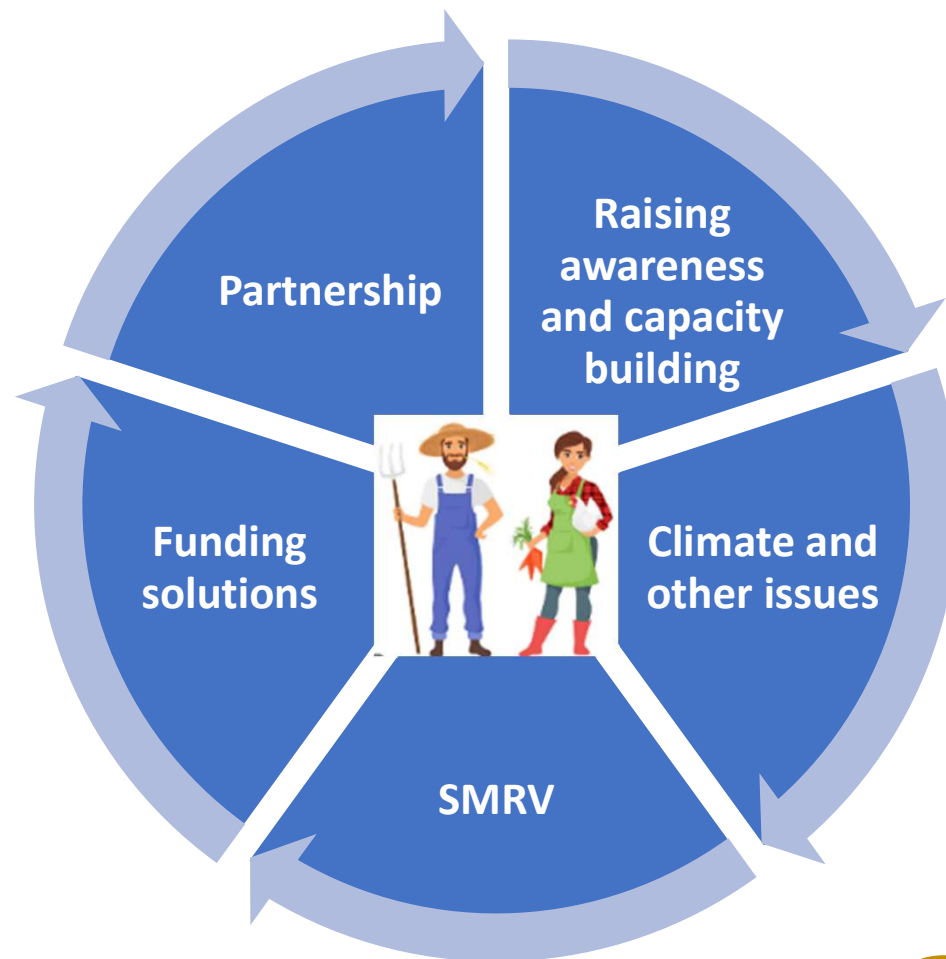 Partnership
Raising
awareness
and capacity
building
Funding
solutions
Climate and
other issues
SMRV